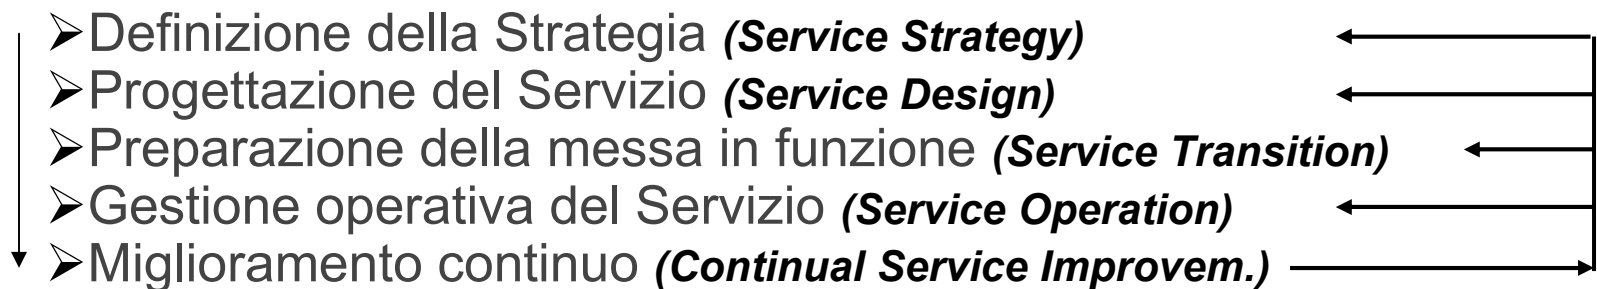 ➢Definizione della Strategia (Service Strategy)
➢Progettazione del Servizio (Service Design)
➢Preparazione della messa in funzione (Service Transition)
➢Gestione operativa del Servizio (Service Operation)
➢Miglioramento continuo (Continual Service Improvem.)